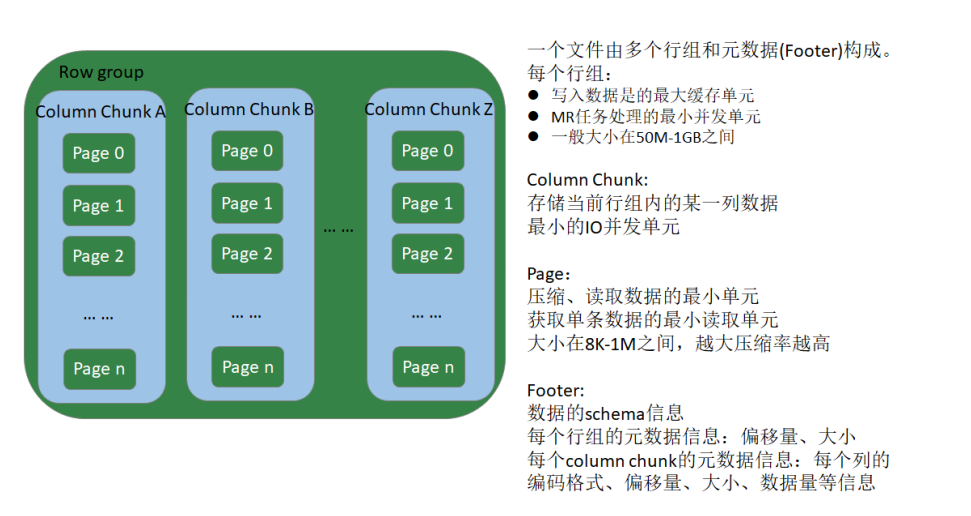 Row group
Column Chunk A
Page 0
Page 1
Page 2
... ...
Page n
Column Chunk B
Page 0
Page 1
Page 2
... ...
Page n
... ...
Column Chunk Z
Page 0
Page 1
Page 2
... ...
Page n
一个文件由多个行组和元数据(Footer)构成。
每个行组：
● 写入数据是的最大缓存单元
● MR任务处理的最小并发单元
● 一般大小在50M-1GB之间
Column Chunk:
存储当前行组内的某一列数据
最小的IO并发单元
Page：
压缩、读取数据的最小单元
获取单条数据的最小读取单元
大小在8K-1M之间，越大压缩率越高
Footer:
数据的schema信息
每个行组的元数据信息：偏移量、大小
每个column chunk的元数据信息：每个列的
编码格式、偏移量、大小、数据量等信息